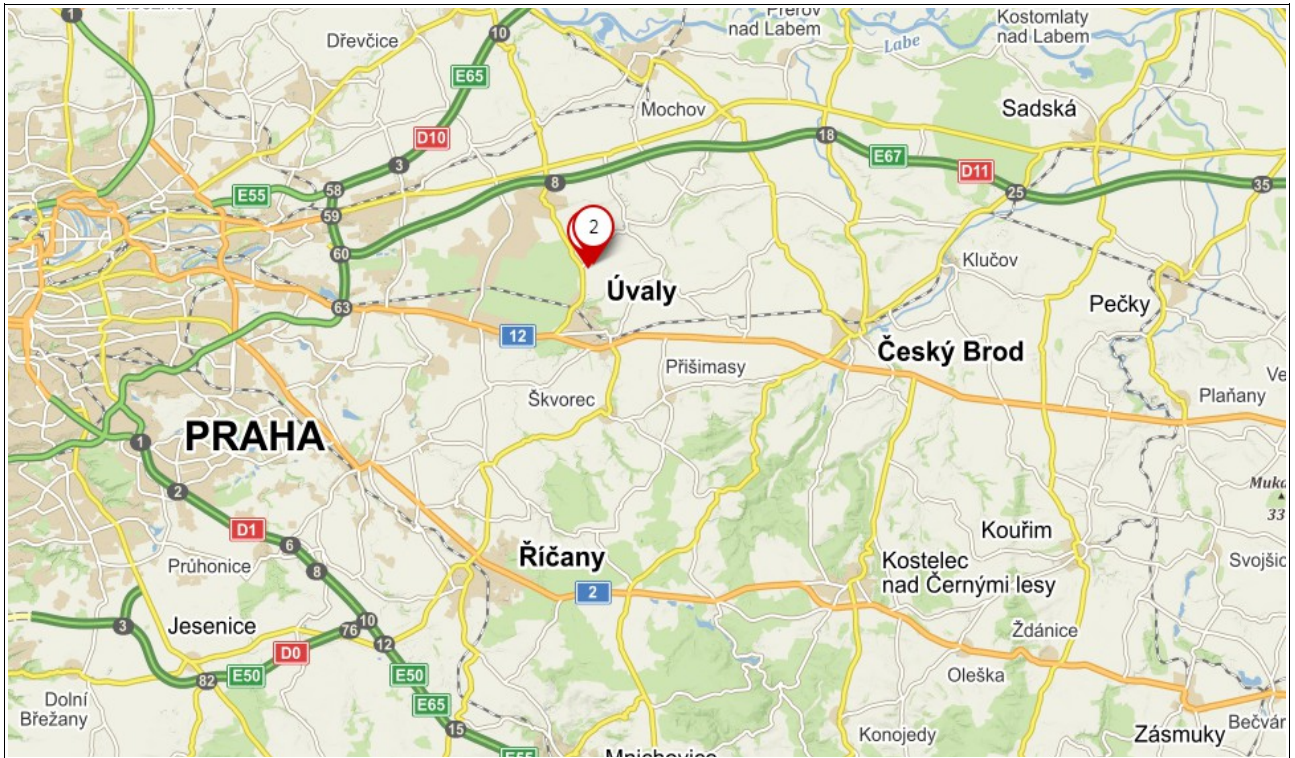 1
Dřevčice
10
nad Labem
Labe
Kostomlaty
nad Labem
E65
Mochov
Sadská
D10
3
18
E67
D11
E55
58
8
25
35
59
2
60
Klučov
Úvaly
Pečky
63
12
Český Brod
Přišimasy
Škvorec
Plaňany
PRAHA
1
2
D1
6
Kouřim
Říčany
Kostelec
nad Černými lesy
Průhonice
8
2
3
Jesenice
10
76
12
Ždánice
D0
E50
82
E50
Oleška
E65
Dolní
Břežany
15
Konojedy
Zásmuky